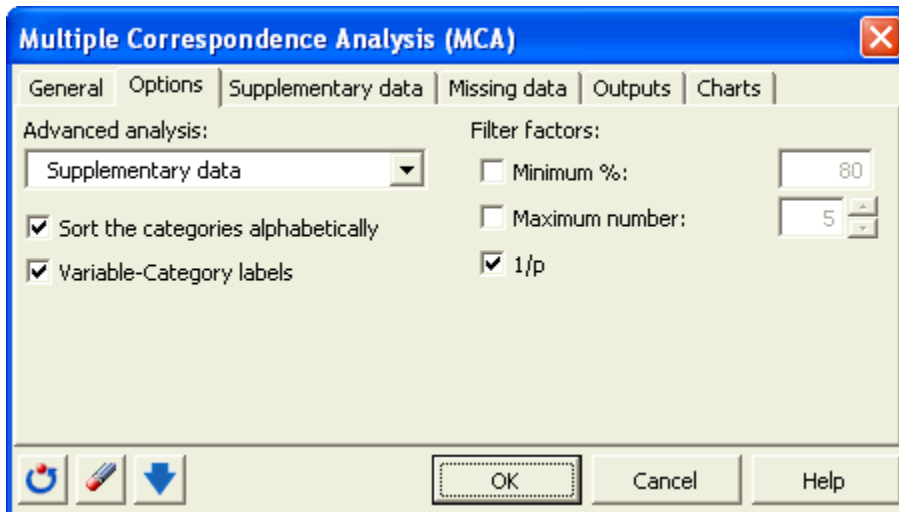 Multiple Correspondence Analysis (MCA)
General Options Supplementary data Missing data Outputs Charts
Advanced analysis: Filter factors:
Supplementary data Minimum %: 80
Sort the categories alphabetically Maximum number: 5
Variable-Category labels 1/p
OK Cancel Help